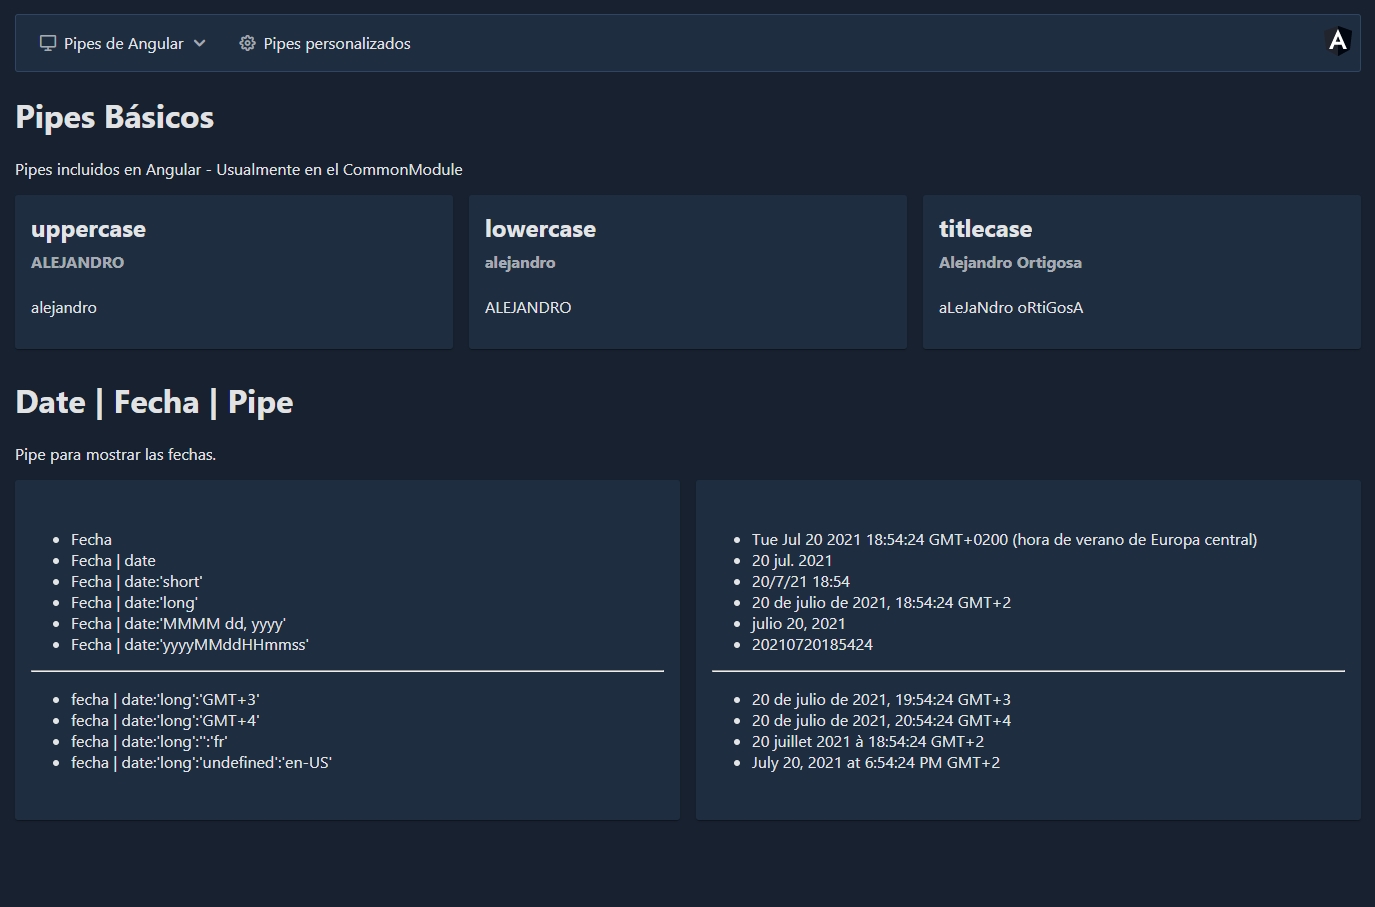 Pipes de Angular
Pipes personalizados
Pipes Básicos
Pipes incluidos en Angular - Usualmente en el CommonModule
uppercase
ALEJANDRO
alejandro
lowercase
alejandro
ALEJANDRO
titlecase
Alejandro Ortigosa
aLeJaNdro oRtiGosA
Date | Fecha | Pipe
Pipe para mostrar las fechas.
• Fecha
• Fecha | date
• Fecha | date:'short'
• Fecha | date:'long'
• Fecha | date:'MMMM dd, yyyy'
• Fecha | date:'yyyyMMddHHmmss'
• fecha | date:'long':'GMT+3'
• fecha | date:'long':'GMT+4'
• fecha | date:'long':'':'fr'
• fecha | date:'long':'undefined':'en-US'
• Tue Jul 20 2021 18:54:24 GMT+0200 (hora de verano de Europa central)
• 20 jul. 2021
• 20/7/21 18:54
• 20 de julio de 2021, 18:54:24 GMT+2
• julio 20, 2021
• 20210720185424
• 20 de julio de 2021, 19:54:24 GMT+3
• 20 de julio de 2021, 20:54:24 GMT+4
• 20 juillet 2021 à 18:54:24 GMT+2
• July 20, 2021 at 6:54:24 PM GMT+2